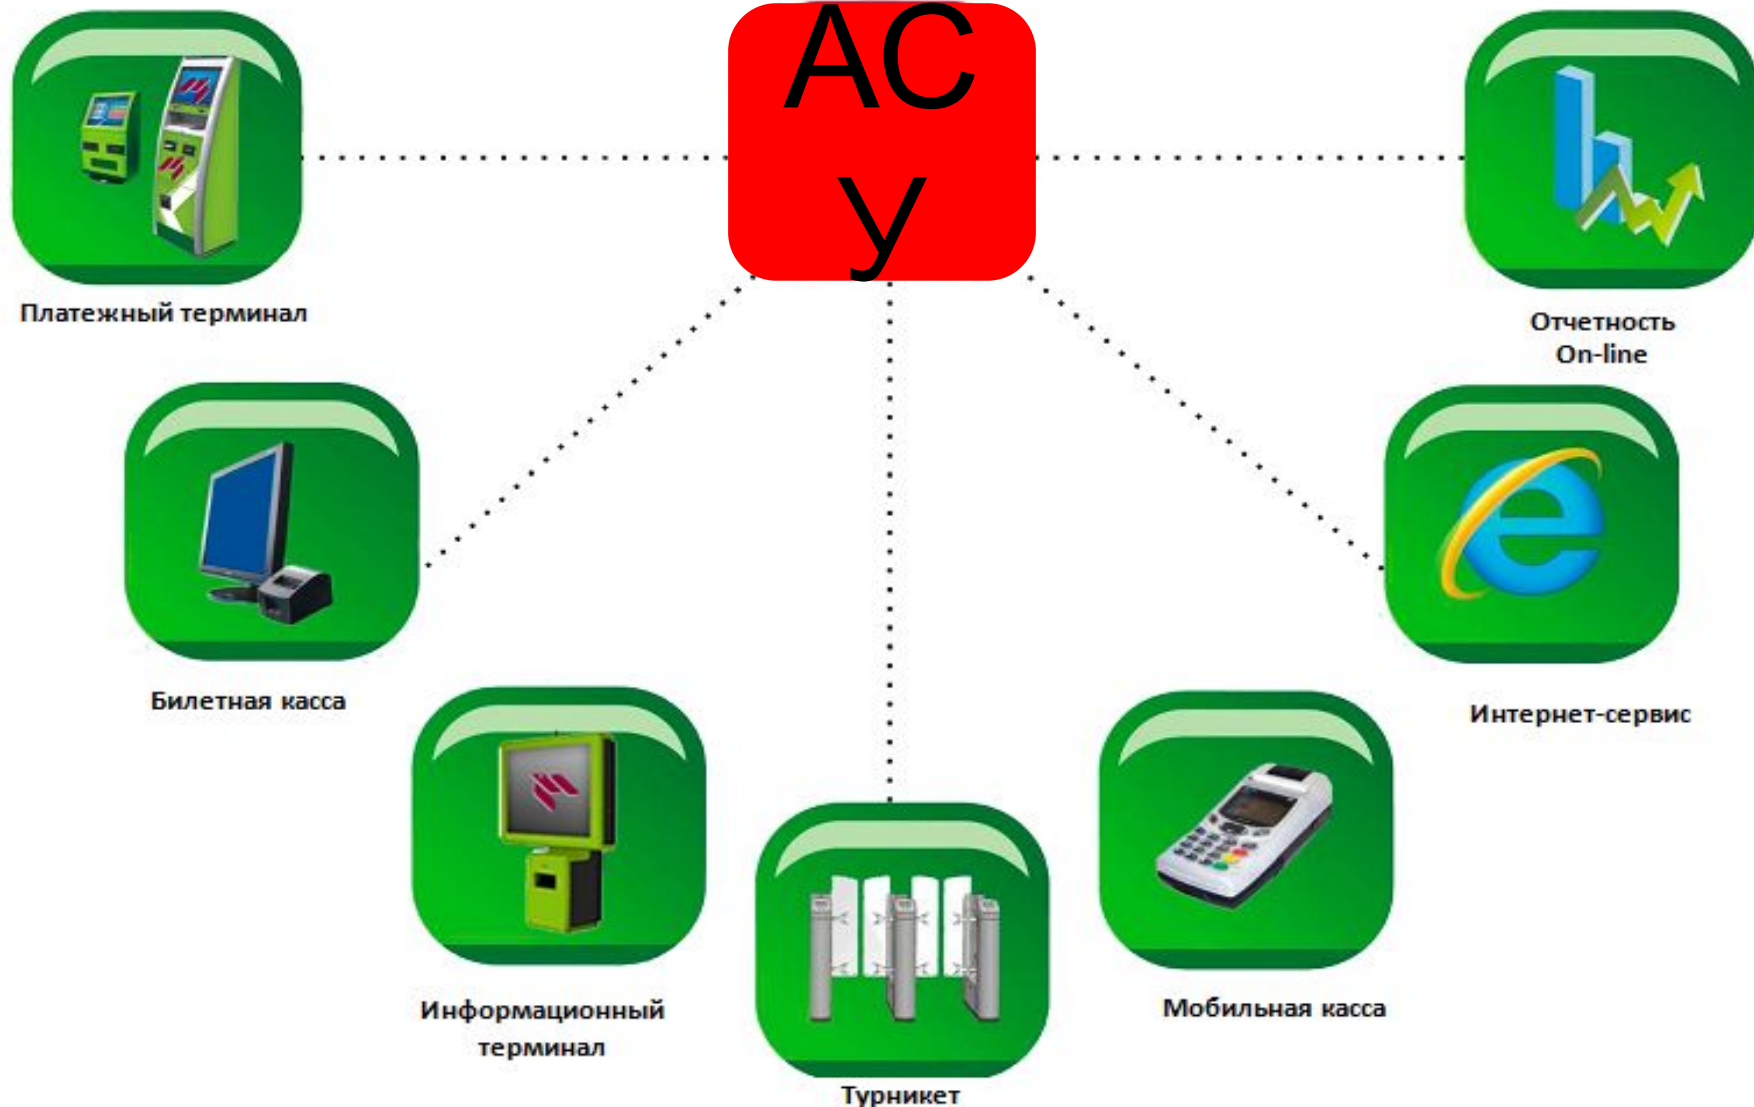 АС
у
Платежный терминал
Отчетность
On-line
Билетная касса
Интернет-сервис
Информационный
терминал
Мобильная касса
Турникет